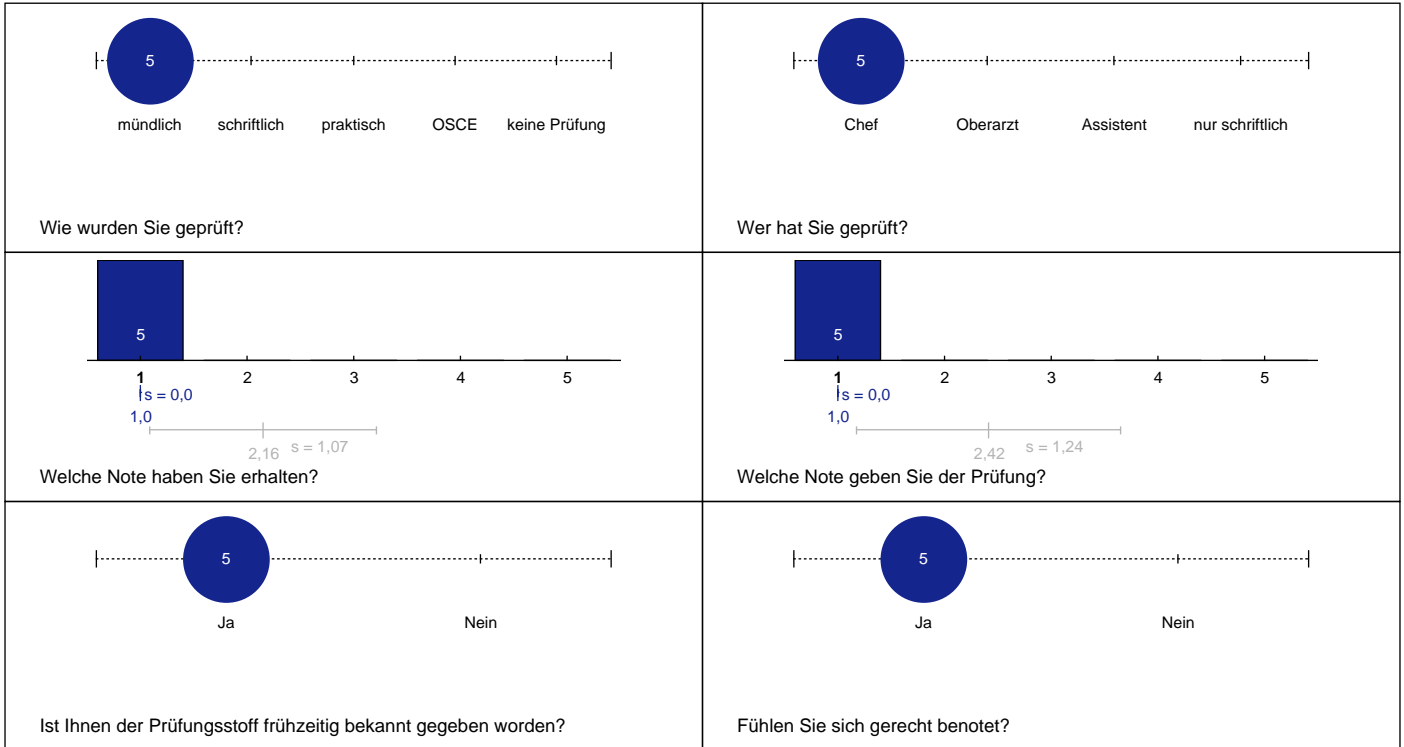 5
mündlich schriftlich praktisch OSCE keine Prüfung
Wie wurden Sie geprüft?
5
Chef Oberarzt Assistent nur schriftlich
Wer hat Sie geprüft?
5
1 2 3 4 5
s = 0,0
1,0
2,16 s = 1,07
Welche Note haben Sie erhalten?
5
1 2 3 4 5
s = 0,0
1,0
2,42 s = 1,24
Welche Note geben Sie der Prüfung?
5
Ja Nein
Ist Ihnen der Prüfungsstoff frühzeitig bekannt gegeben worden?
5
Ja Nein
Fühlen Sie sich gerecht benotet?